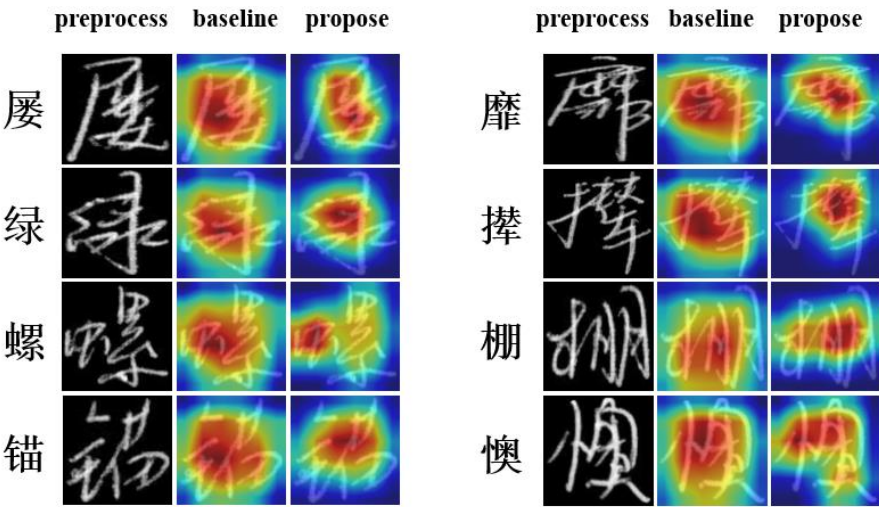 preprocess baseline propose preprocess baseline propose
屡 靡
绿 撵
螺 棚
锚 懊